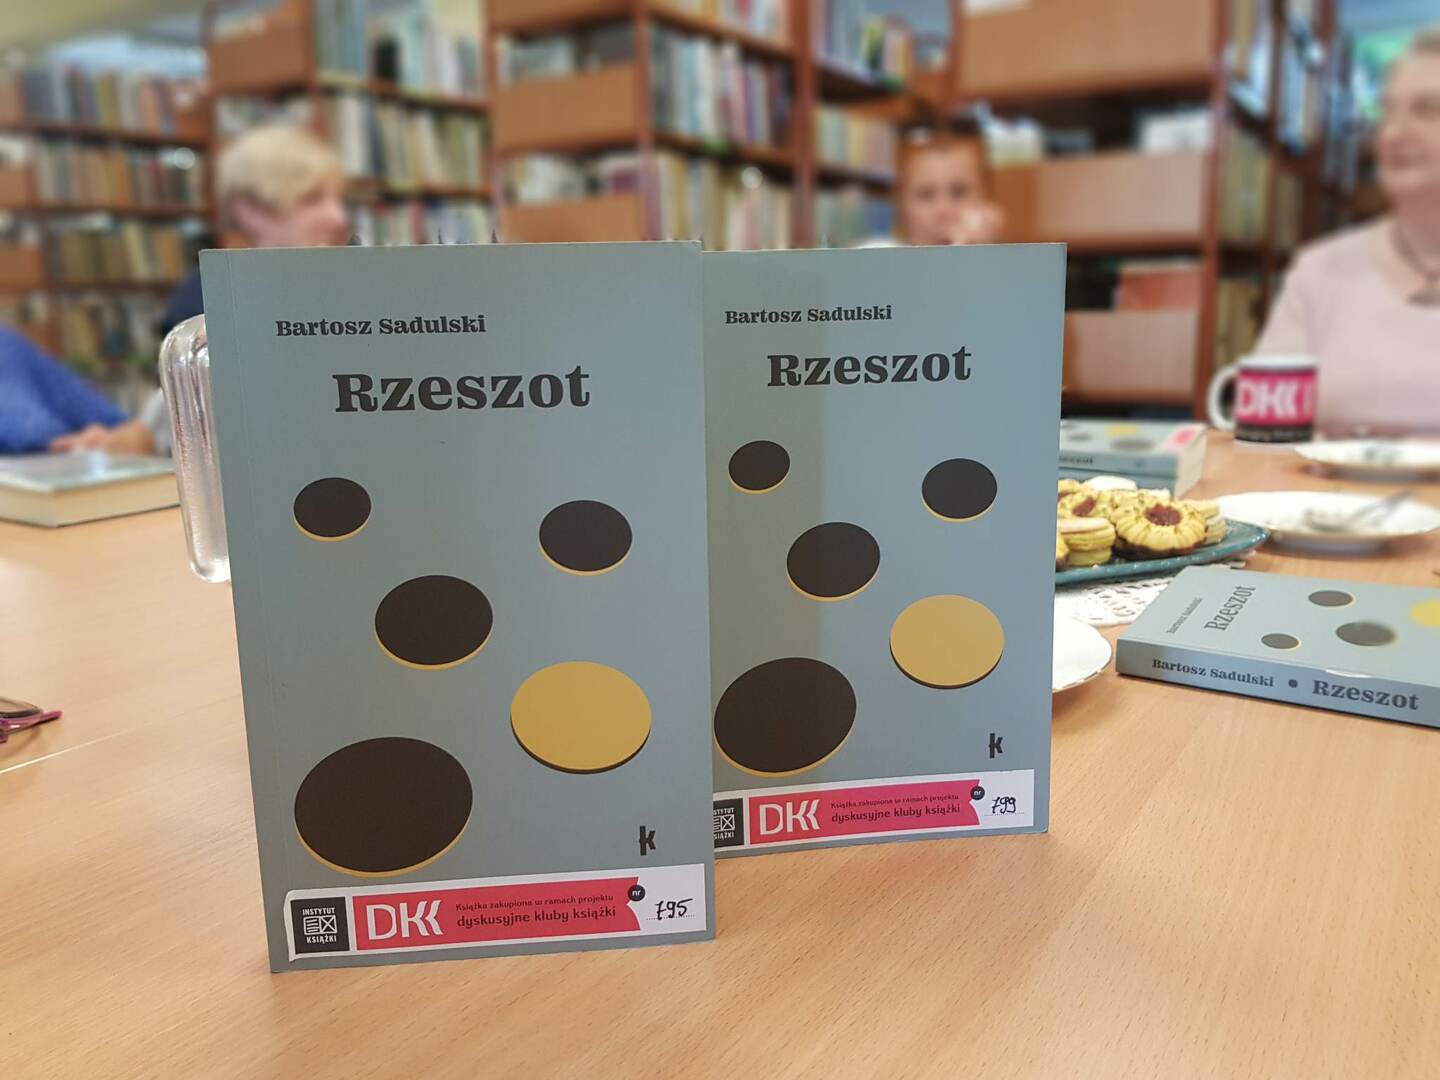 Bartosz Sadulski
Rzeszot
k
INSTYTUT
KSIĄŻKI
DKK
Książka zakupiona w ramach projektu
dyskusyjne kluby książki
nr
795
Bartosz Sadulski
Rzeszot
k
KSIĄŻKI
DKK
Książka zakupiona w ramach projektu
dyskusyjne kluby książki
nr
799
DKK
Bartosz Sadulski
Rzeszot
Bartosz Sadulski • Rzeszot